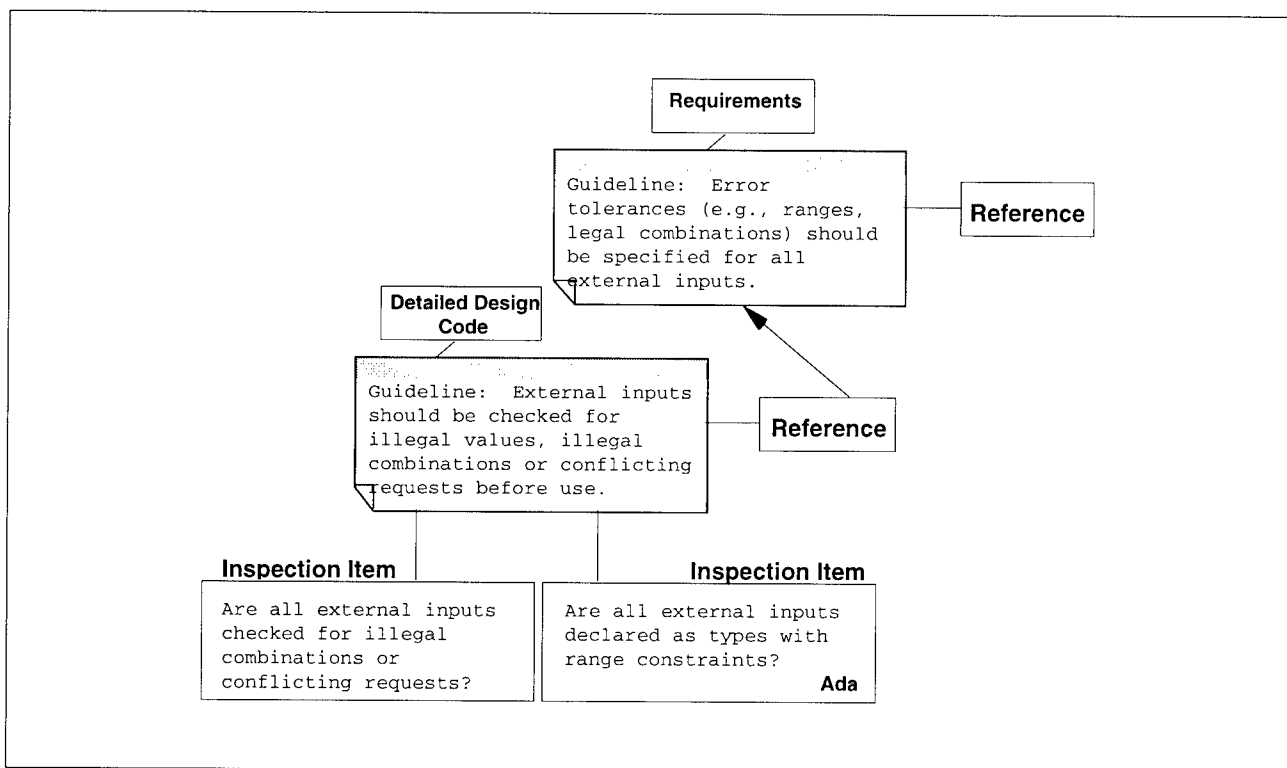 Requirements
Guideline:  Error
tolerances (e.g., ranges,
legal combinations) should
be specified for all
external inputs.
Reference
Detailed Design
Code
Guideline:  External inputs
should be checked for
illegal values, illegal
combinations or conflicting
requests before use.
Reference
Inspection Item
Are all external inputs
checked for illegal
combinations or
conflicting requests?
Inspection Item
Are all external inputs
declared as types with
range constraints?
Ada